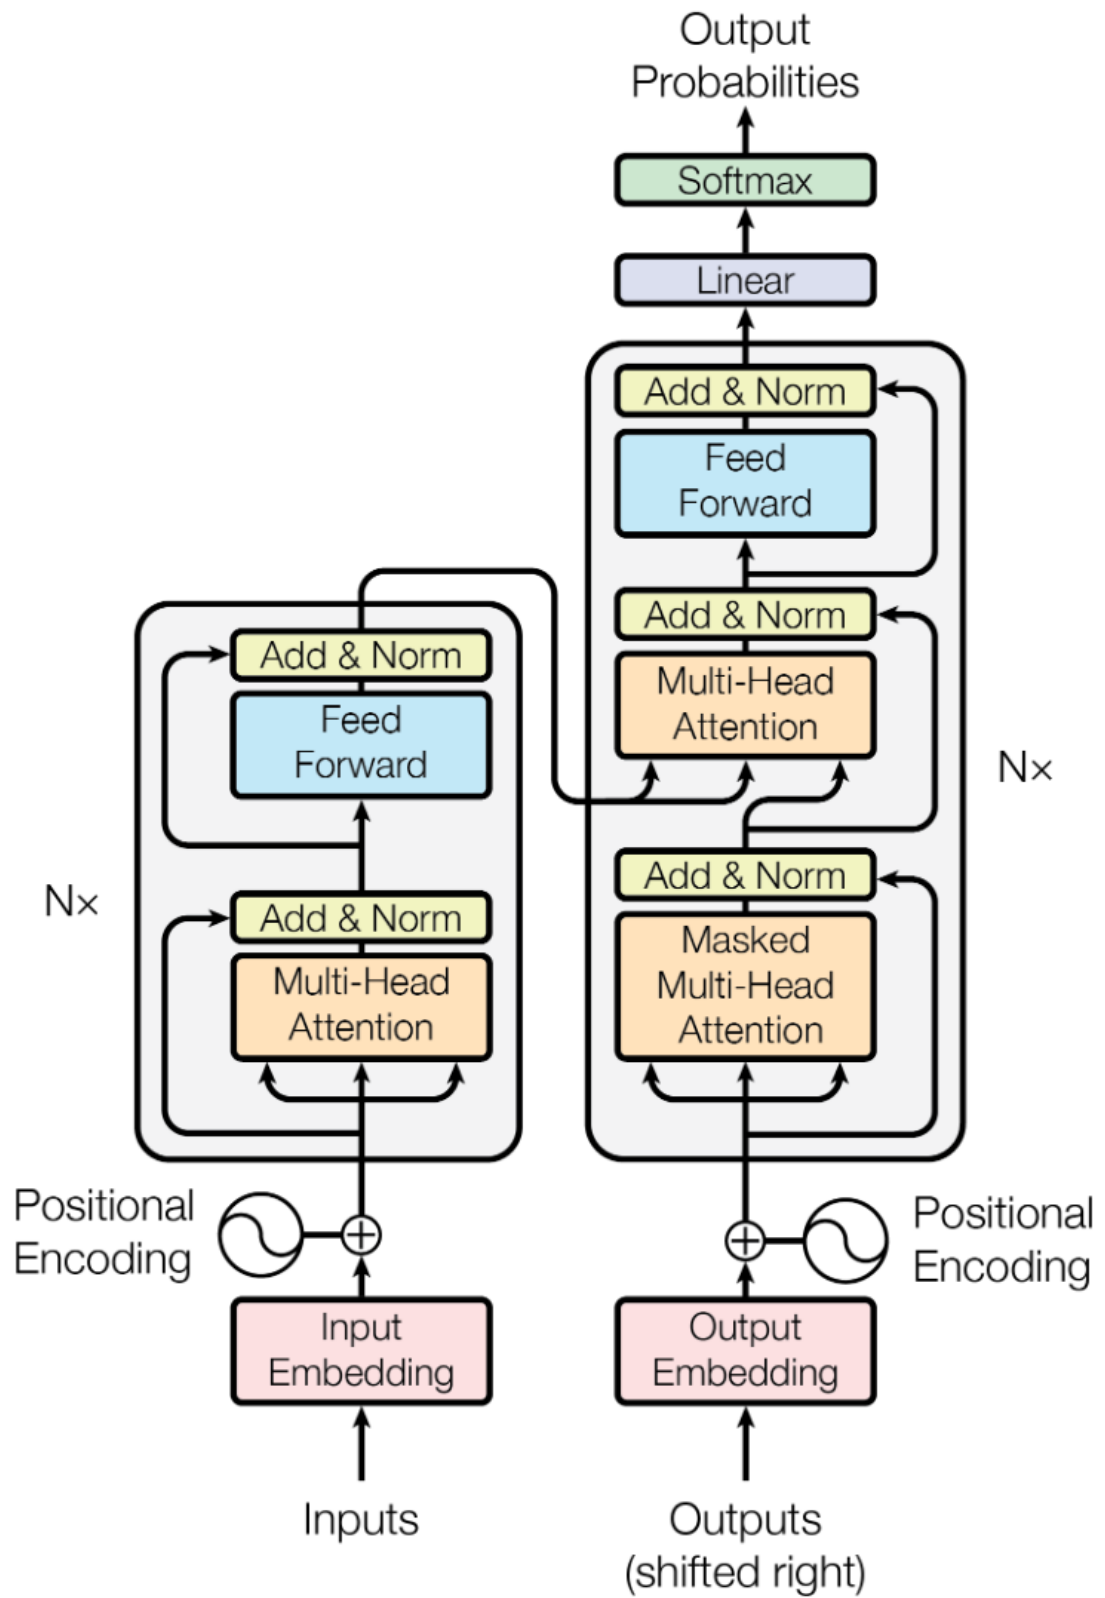 Output
Probabilities
Softmax
Linear
Add & Norm
Feed
Forward
Add & Norm
Multi-Head
Attention
Nx
Add & Norm
Masked
Multi-Head
Attention
Add & Norm
Feed
Forward
Nx
Add & Norm
Multi-Head
Attention
Positional
Encoding
Positional
Encoding
Input
Embedding
Output
Embedding
Inputs
Outputs
(shifted right)